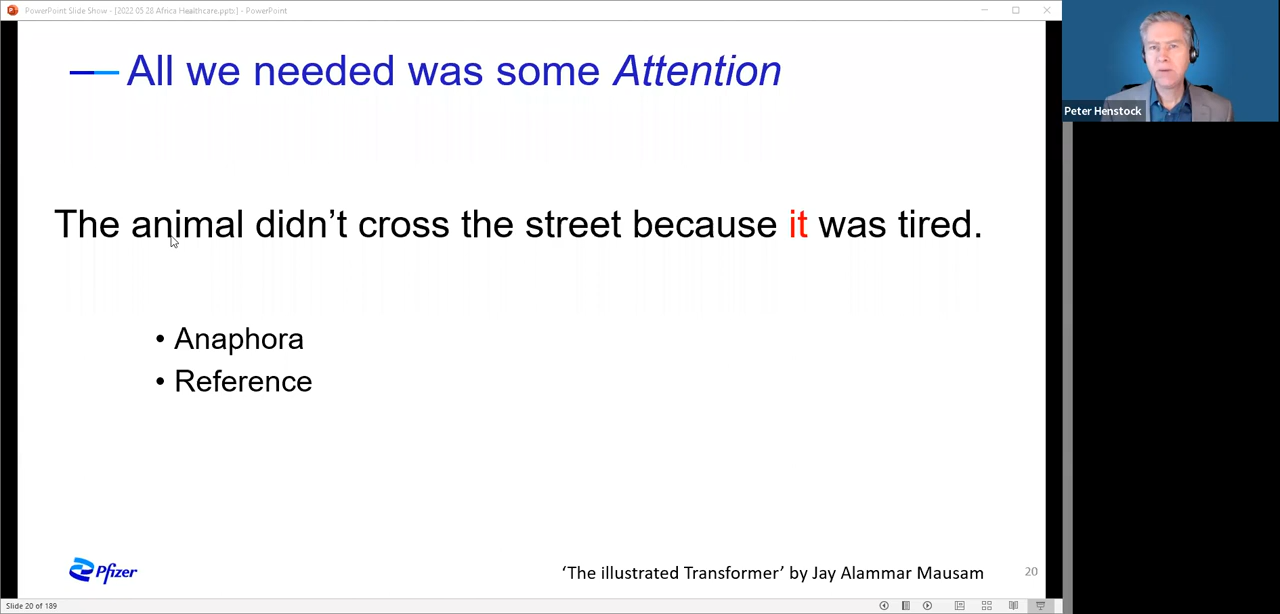 PowerPoint Slide Show - [2022 05 28 Africa Healthcare.pptx] - PowerPoint
All we needed was some Attention
Peter Henstock
The animal didn’t cross the street because it was tired.
• Anaphora
• Reference
Pfizer
‘The illustrated Transformer’ by Jay Alammar Mausam
20
Slide 20 of 189